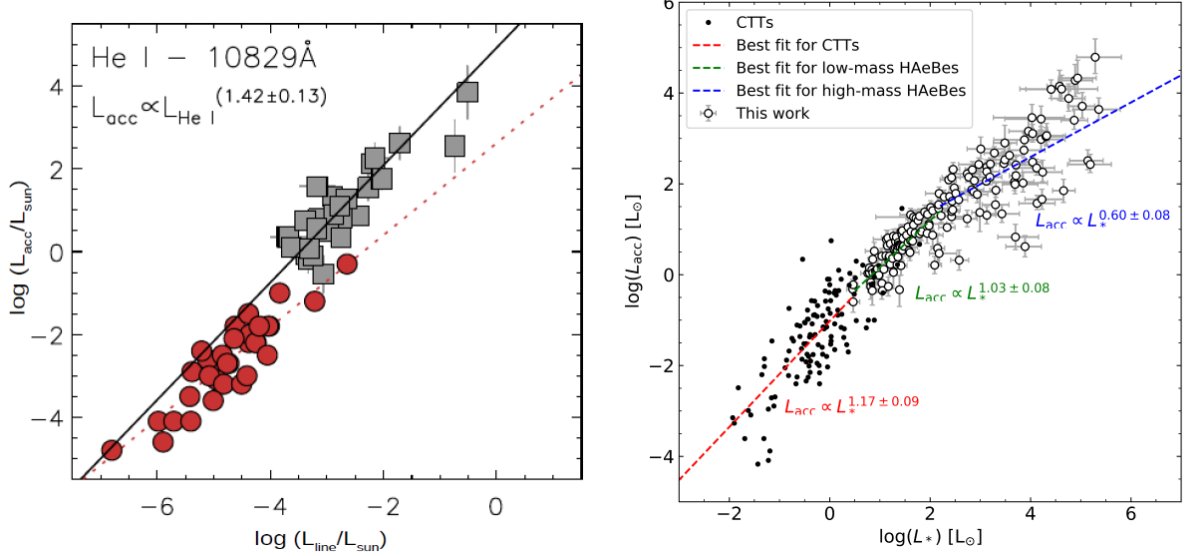 He I – 10829Å
L_acc ∝ L_He I^(1.42±0.13)
4
2
0
−2
−4
−6
−4
−2
0
log (L_acc/L_sun)
log (L_line/L_sun)
CTTs
Best fit for CTTs
Best fit for low-mass HAeBes
Best fit for high-mass HAeBes
This work
L_acc ∝ L_*^0.60 ± 0.08
L_acc ∝ L_*^1.03 ± 0.08
L_acc ∝ L_*^1.17 ± 0.09
6
4
2
0
−2
−4
−2
0
2
4
6
log(L_acc) [L_⊙]
log(L_*) [L_⊙]